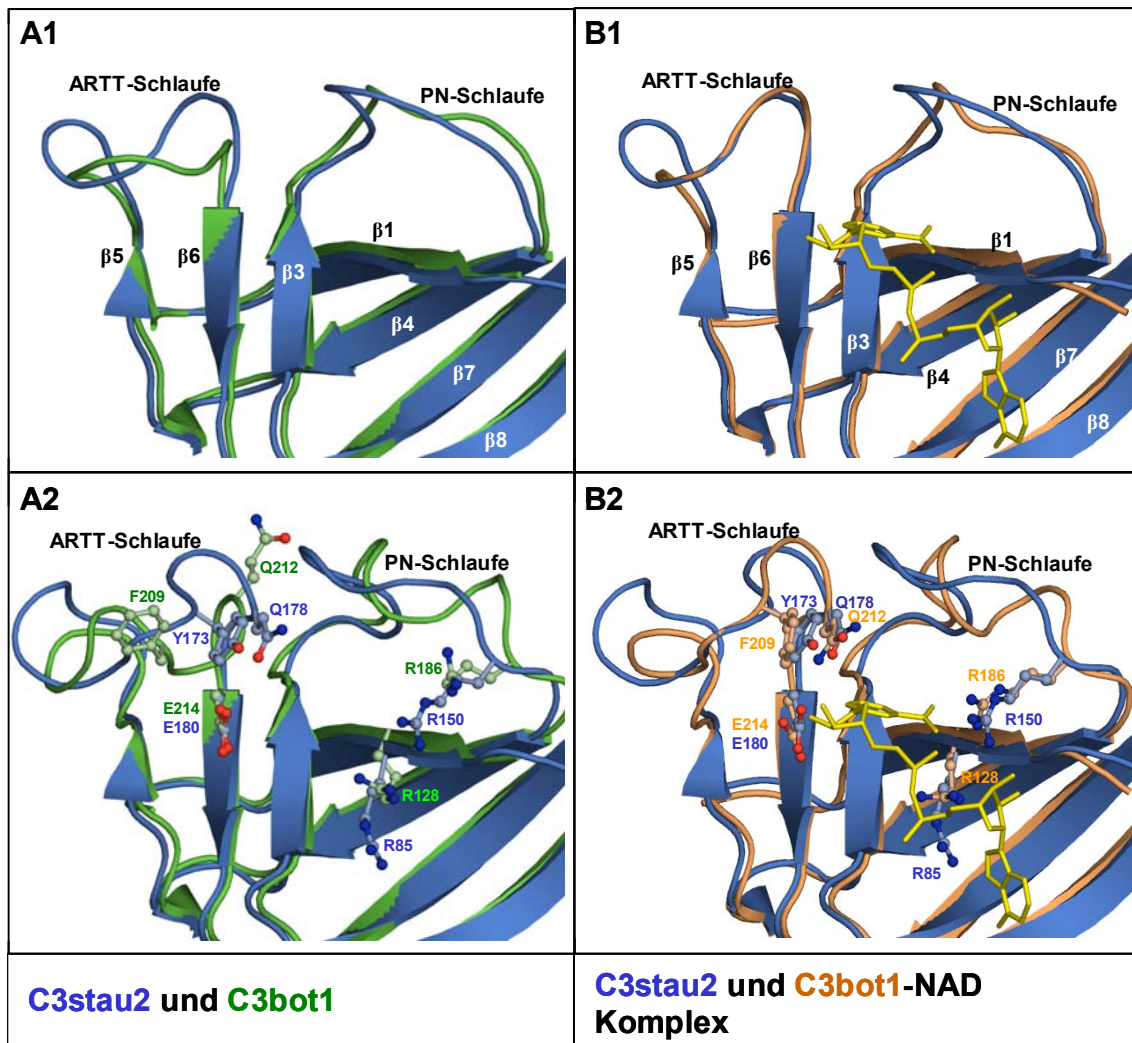 A1
ARTT-Schlaufe
PN-Schlaufe
β5
β6
β3
β1
β4
β7
β8
B1
ARTT-Schlaufe
PN-Schlaufe
β5
β6
β3
β1
β4
β7
β8
A2
ARTT-Schlaufe
PN-Schlaufe
Q212
F209
Y173
Q178
R186
R150
E214
E180
R128
R85
B2
ARTT-Schlaufe
PN-Schlaufe
Y173
Q178
Q212
F209
R186
R150
E214
E180
R128
R85
C3stau2 und C3bot1
C3stau2 und C3bot1-NAD
Komplex